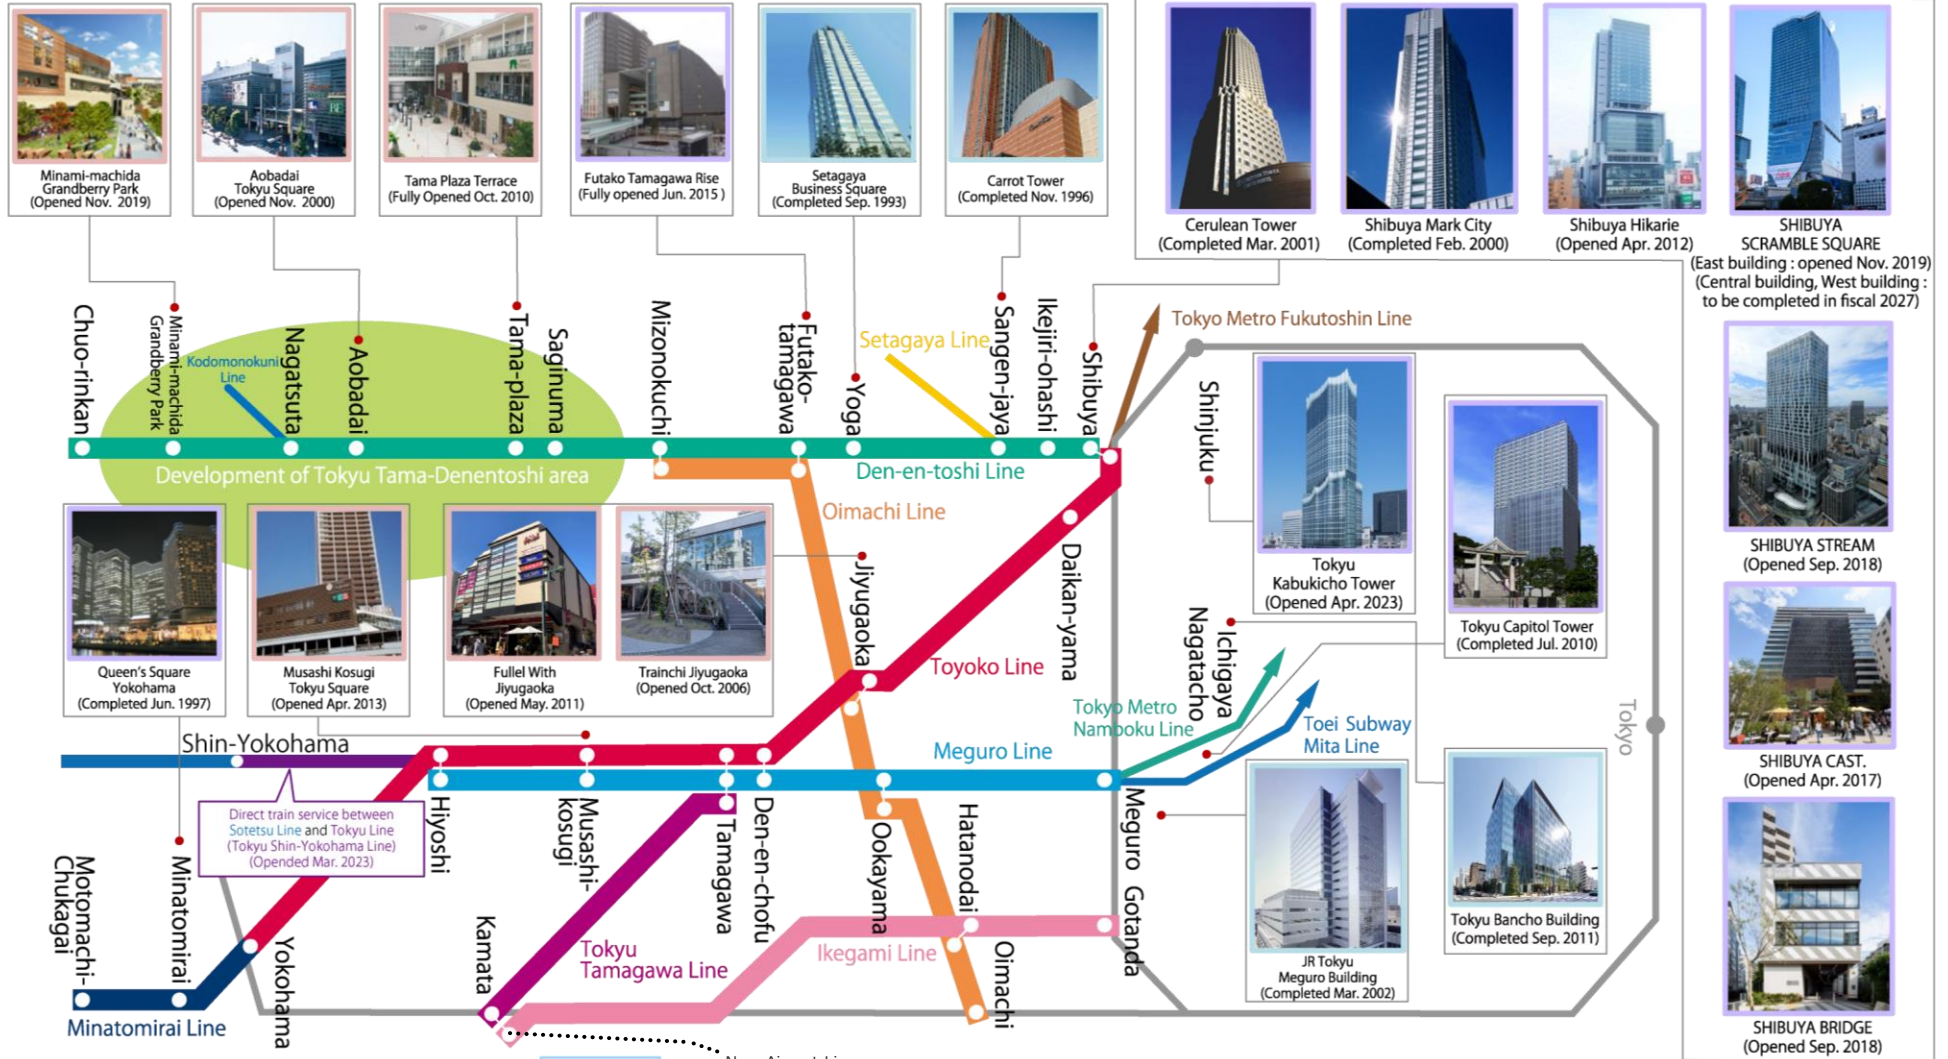 Minami-machida
Grandberry Park
(Opened Nov. 2019)
Aobadai
Tokyu Square
(Opened Nov. 2000)
Tama Plaza Terrace
(Fully Opened Oct. 2010)
Futako Tamagawa Rise
(Fully opened Jun. 2015 )
Setagaya
Business Square
(Completed Sep. 1993)
Carrot Tower
(Completed Nov. 1996)
Cerulean Tower
(Completed Mar. 2001)
Shibuya Mark City
(Completed Feb. 2000)
Shibuya Hikarie
(Opened Apr. 2012)
SHIBUYA
SCRAMBLE SQUARE
(East building : opened Nov. 2019)
(Central building, West building :
to be completed in fiscal 2027)
Chuo-rinkan
Minami-machida
Grandberry Park
Kodomonokuni
Line
Nagatsuta
Aobadai
Tama-plaza
Saginuma
Mizonokuchi
Futako-
tamagawa
Yoga
Setagaya Line
Sangen-jaya
Ikejiri-ohashi
Shibuya
Tokyo Metro Fukutoshin Line
Shinjuku
Development of Tokyu Tama-Denentoshi area
Den-en-toshi Line
Oimachi Line
Tokyu
Kabukicho Tower
(Opened Apr. 2023)
Tokyu Capitol Tower
(Completed Jul. 2010)
SHIBUYA STREAM
(Opened Sep. 2018)
Queen's Square
Yokohama
(Completed Jun. 1997)
Musashi Kosugi
Tokyu Square
(Opened Apr. 2013)
Fullel With
Jiyugaoka
(Opened May. 2011)
Trainchi Jiyugaoka
(Opened Oct. 2006)
Jiyugaoka
Daikan-yama
Toyoko Line
Ichigaya
Nagatacho
Tokyo Metro
Namboku Line
Toei Subway
Mita Line
Tokyo
SHIBUYA CAST.
(Opened Apr. 2017)
Shin-Yokohama
Meguro Line
Direct train service between
Sotetsu Line and Tokyu Line
(Tokyu Shin-Yokohama Line)
(Opended Mar. 2023)
Hiyoshi
Musashi-
kosugi
Tamagawa
Den-en-chofu
Ookayama
Hatanodai
Meguro
Gotanda
JR Tokyu
Meguro Building
(Completed Mar. 2002)
Tokyu Bancho Building
(Completed Sep. 2011)
Motomachi-
Chukagai
Minatomirai
Yokohama
Minatomirai Line
Kamata
Tokyu
Tamagawa Line
Ikegami Line
Oimachi
SHIBUYA BRIDGE
(Opened Sep. 2018)